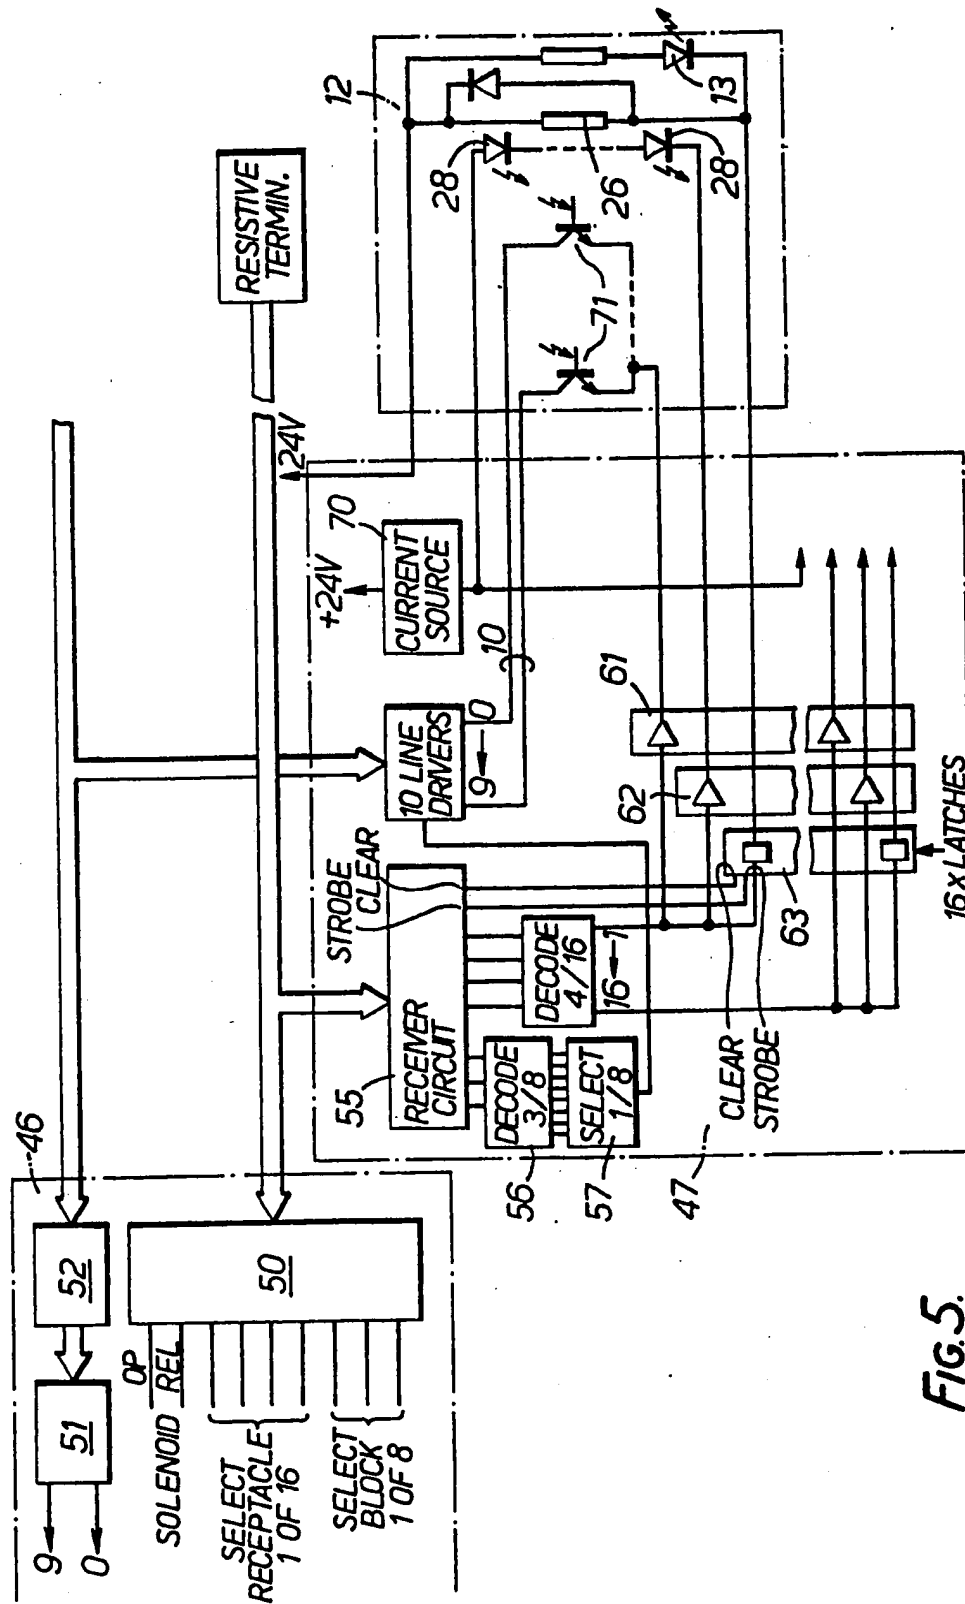 46
52
51
9
0
50
OP
SOLENOID REL
SELECT
RECEPTACLE
1 OF 16
SELECT
BLOCK
1 OF 8
RESISTIVE
TERMIN.
24V
+24V
70
CURRENT
SOURCE
10 LINE
DRIVERS
9
0
10
STROBE
CLEAR
55
RECEIVER
CIRCUIT
DECODE
3/8
56
SELECT
1/8
57
DECODE
4/16
16
1
47
CLEAR
STROBE
61
62
63
16 x LATCHES
12
13
26
28
28
71
FIG. 5.